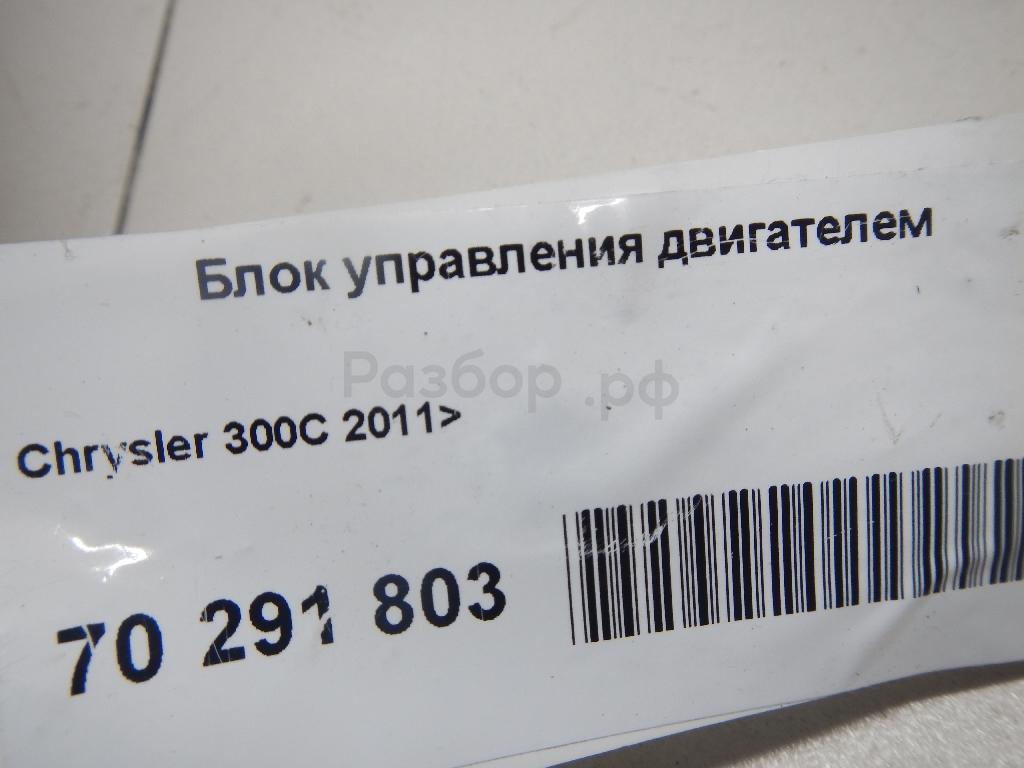 Блок управления двигателем
Разбор.рф
Chrysler 300C 2011>
70 291 803